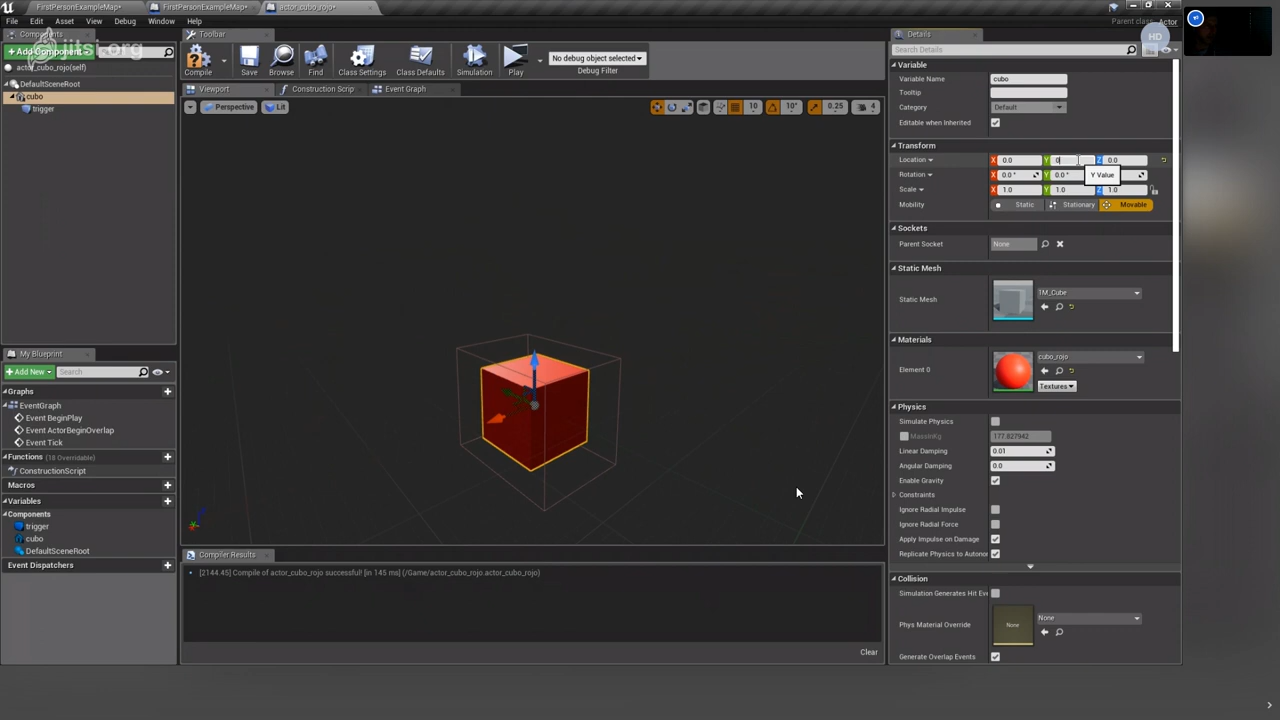 FirstPersonExampleMap*
FirstPersonExampleMap*
actor_cubo_rojo*
File Edit Asset View Debug Window Help
Parent class: Actor
jitsi.org
Components
+ Add Component
actor_cubo_rojo(self)
DefaultSceneRoot
cubo
trigger
Toolbar
Compile
Save
Browse
Find
Class Settings
Class Defaults
Simulation
Play
No debug object selected
Debug Filter
Viewport
Construction Scrip
Event Graph
Perspective
Lit
10
10°
0.25
4
My Blueprint
+ Add New
Search
Graphs
EventGraph
Event BeginPlay
Event ActorBeginOverlap
Event Tick
Functions (18 Overridable)
ConstructionScript
Macros
Variables
Components
trigger
cubo
DefaultSceneRoot
Event Dispatchers
Compiler Results
[2144.45] Compile of actor_cubo_rojo successful! [in 145 ms] (/Game/actor_cubo_rojo.actor_cubo_rojo)
Clear
Details
HD
Search Details
Variable
Variable Name cubo
Tooltip
Category Default
Editable when Inherited
Transform
Location X 0.0 Y 0 Z 0.0
Rotation X 0.0 ° Y 0.0 °
Y Value
Scale X 1.0 Y 1.0 Z 1.0
Mobility Static Stationary Movable
Sockets
Parent Socket None
Static Mesh
Static Mesh 1M_Cube
Materials
Element 0 cubo_rojo
Textures
Physics
Simulate Physics
MassInKg 177.827942
Linear Damping 0.01
Angular Damping 0.0
Enable Gravity
Constraints
Ignore Radial Impulse
Ignore Radial Force
Apply Impulse on Damage
Replicate Physics to Autonor
Collision
Simulation Generates Hit Eve
Phys Material Override None None
Generate Overlap Events